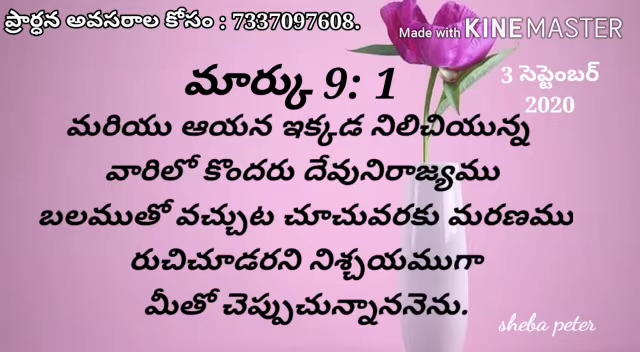 ప్రార్ధన అవసరాల కోసం : 7337097608.
Made with KINEMASTER
మార్కు 9: 1
3 సెప్టెంబర్
2020
మరియు ఆయన ఇక్కడ నిలిచియున్న
వారిలో కొందరు దేవునిరాజ్యము
బలముతో వచ్చుట చూచువరకు మరణము
రుచిచూడరని నిశ్చయముగా
మీతో చెప్పుచున్నాననెను.
sheba peter